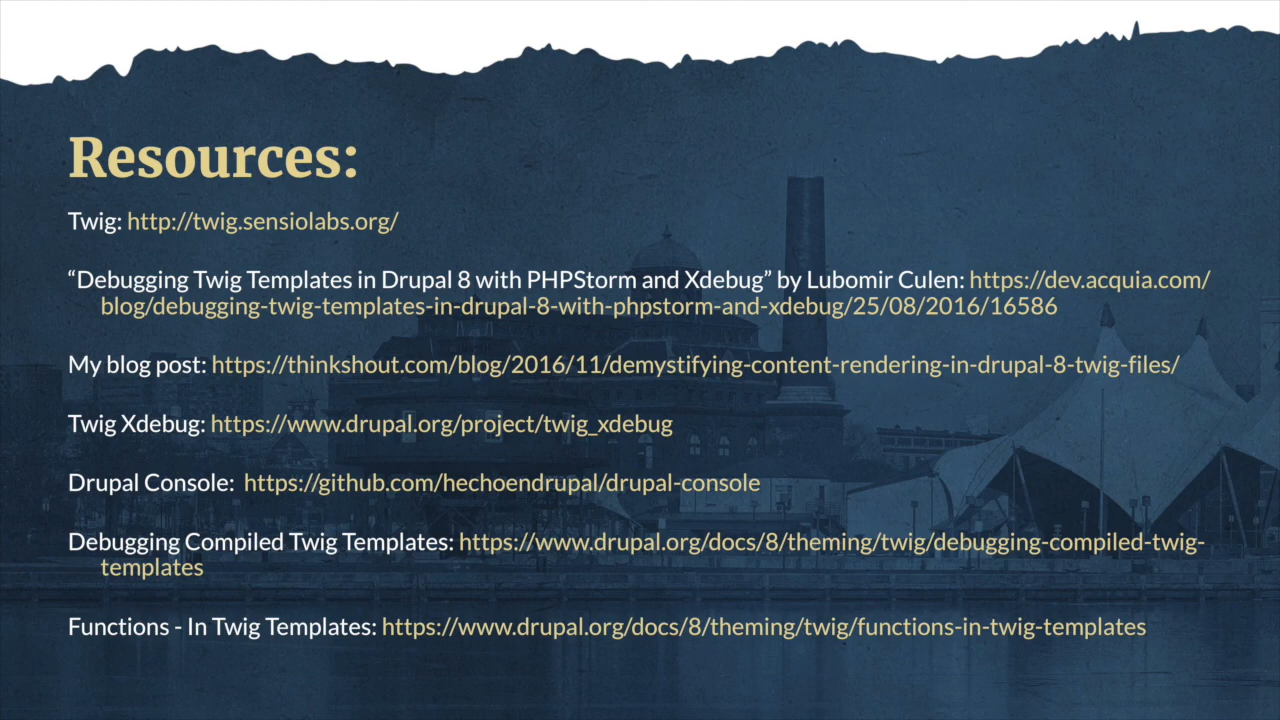 Resources:
Twig: http://twig.sensiolabs.org/
“Debugging Twig Templates in Drupal 8 with PHPStorm and Xdebug” by Lubomir Culen: https://dev.acquia.com/
blog/debugging-twig-templates-in-drupal-8-with-phpstorm-and-xdebug/25/08/2016/16586
My blog post: https://thinkshout.com/blog/2016/11/demystifying-content-rendering-in-drupal-8-twig-files/
Twig Xdebug: https://www.drupal.org/project/twig_xdebug
Drupal Console:  https://github.com/hechoendrupal/drupal-console
Debugging Compiled Twig Templates: https://www.drupal.org/docs/8/theming/twig/debugging-compiled-twig-
templates
Functions - In Twig Templates: https://www.drupal.org/docs/8/theming/twig/functions-in-twig-templates